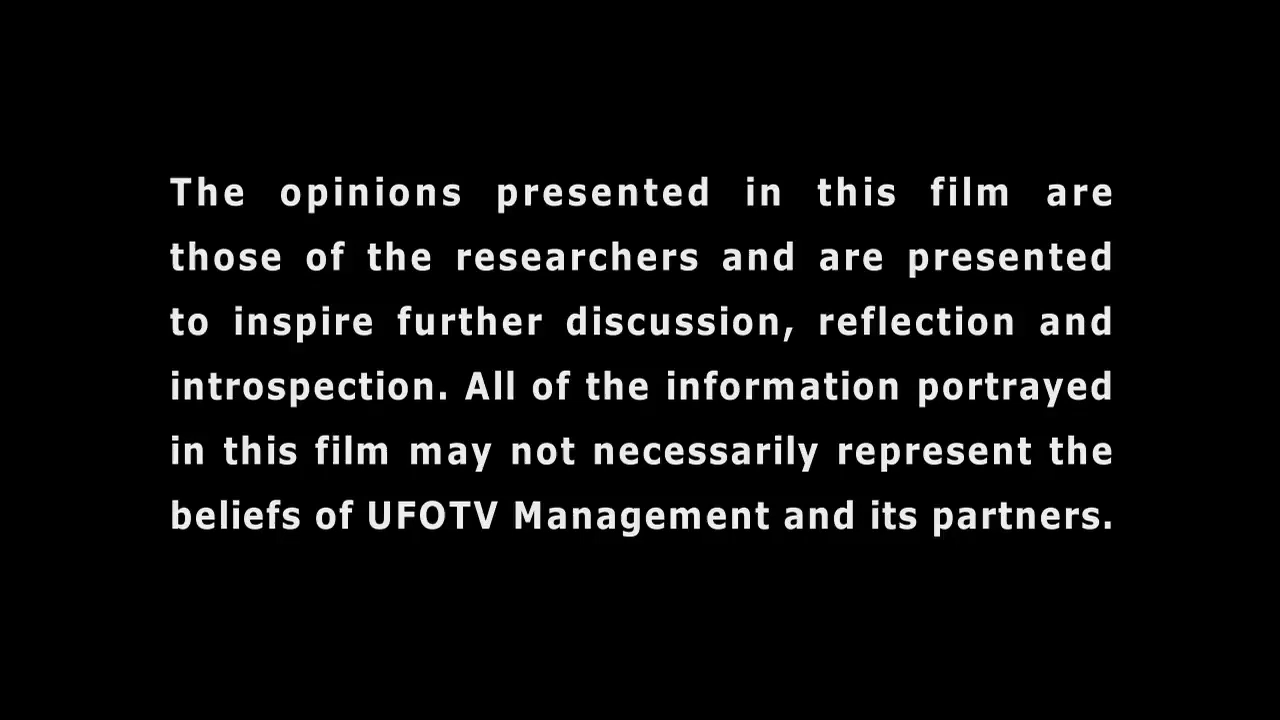 The opinions presented in this film are
those of the researchers and are presented
to inspire further discussion, reflection and
introspection. All of the information portrayed
in this film may not necessarily represent the
beliefs of UFOTV Management and its partners.